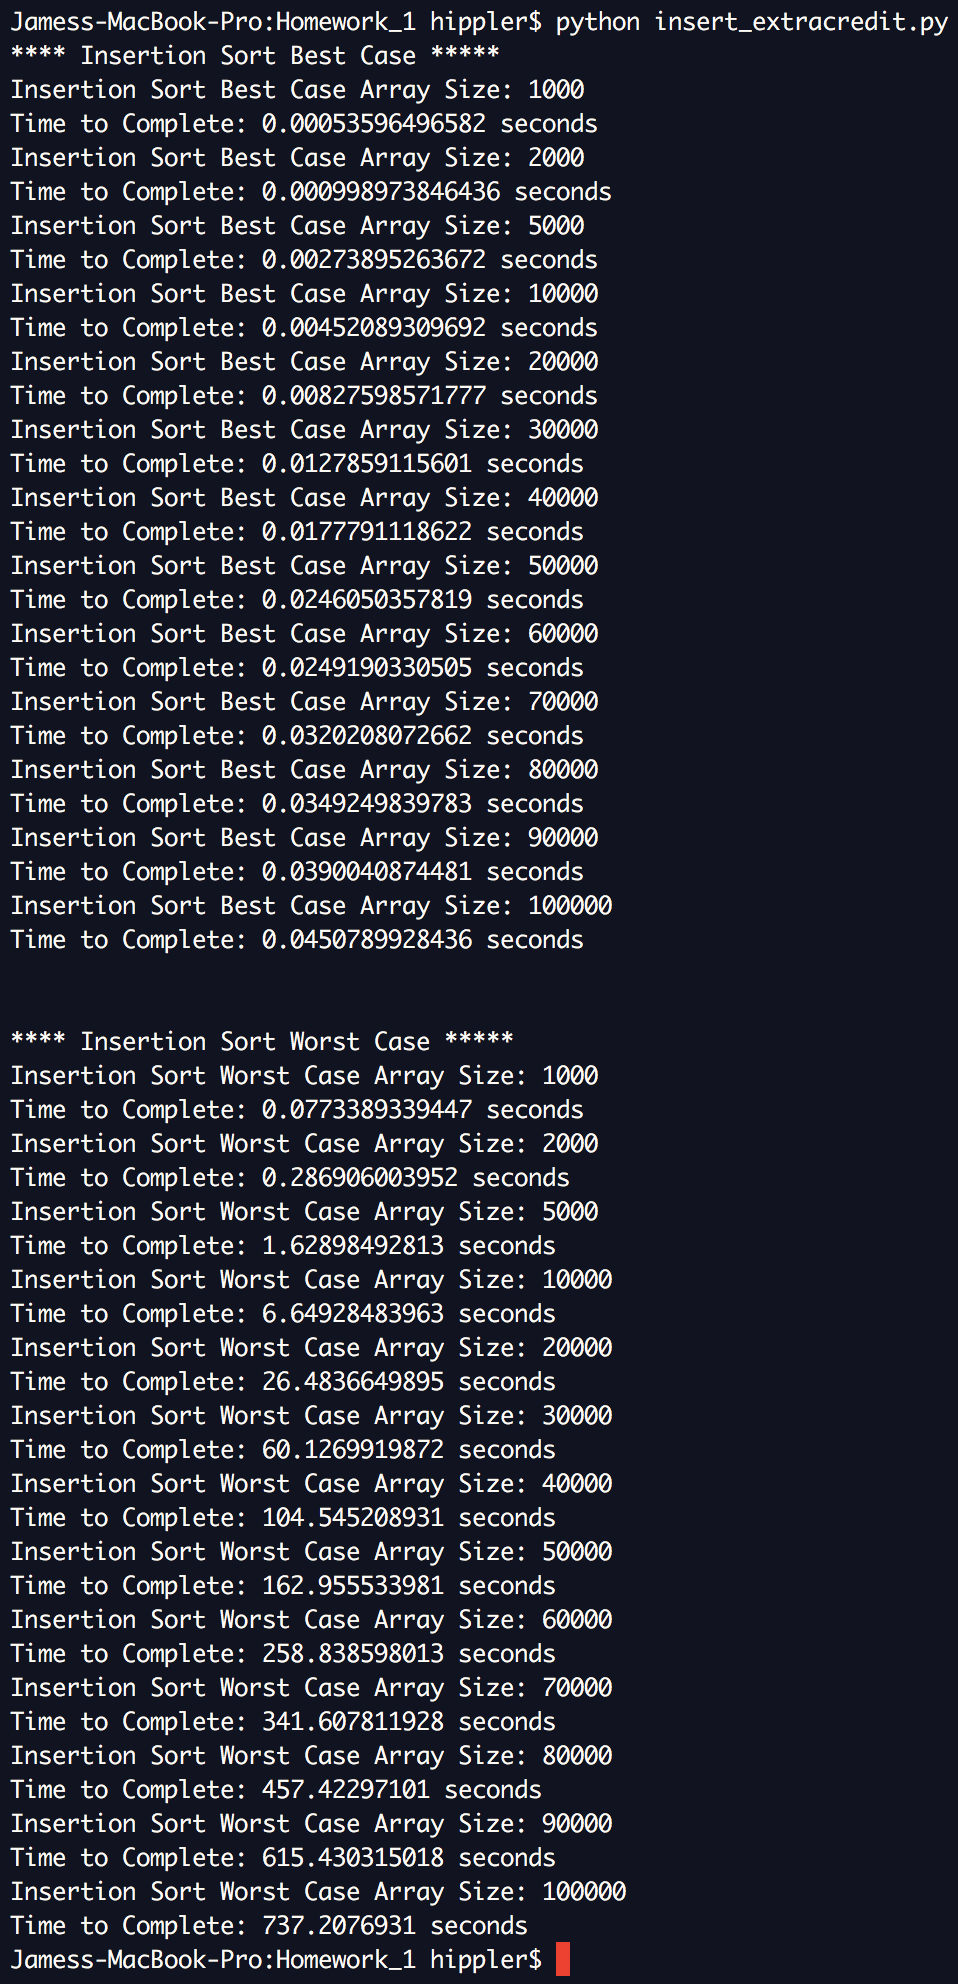 Jamess-MacBook-Pro:Homework_1 hippler$ python insert_extracredit.py
**** Insertion Sort Best Case *****
Insertion Sort Best Case Array Size: 1000
Time to Complete: 0.00053596496582 seconds
Insertion Sort Best Case Array Size: 2000
Time to Complete: 0.000998973846436 seconds
Insertion Sort Best Case Array Size: 5000
Time to Complete: 0.00273895263672 seconds
Insertion Sort Best Case Array Size: 10000
Time to Complete: 0.00452089309692 seconds
Insertion Sort Best Case Array Size: 20000
Time to Complete: 0.00827598571777 seconds
Insertion Sort Best Case Array Size: 30000
Time to Complete: 0.0127859115601 seconds
Insertion Sort Best Case Array Size: 40000
Time to Complete: 0.0177791118622 seconds
Insertion Sort Best Case Array Size: 50000
Time to Complete: 0.0246050357819 seconds
Insertion Sort Best Case Array Size: 60000
Time to Complete: 0.0249190330505 seconds
Insertion Sort Best Case Array Size: 70000
Time to Complete: 0.0320208072662 seconds
Insertion Sort Best Case Array Size: 80000
Time to Complete: 0.0349249839783 seconds
Insertion Sort Best Case Array Size: 90000
Time to Complete: 0.0390040874481 seconds
Insertion Sort Best Case Array Size: 100000
Time to Complete: 0.0450789928436 seconds
**** Insertion Sort Worst Case *****
Insertion Sort Worst Case Array Size: 1000
Time to Complete: 0.0773389339447 seconds
Insertion Sort Worst Case Array Size: 2000
Time to Complete: 0.286906003952 seconds
Insertion Sort Worst Case Array Size: 5000
Time to Complete: 1.62898492813 seconds
Insertion Sort Worst Case Array Size: 10000
Time to Complete: 6.64928483963 seconds
Insertion Sort Worst Case Array Size: 20000
Time to Complete: 26.4836649895 seconds
Insertion Sort Worst Case Array Size: 30000
Time to Complete: 60.1269919872 seconds
Insertion Sort Worst Case Array Size: 40000
Time to Complete: 104.545208931 seconds
Insertion Sort Worst Case Array Size: 50000
Time to Complete: 162.955533981 seconds
Insertion Sort Worst Case Array Size: 60000
Time to Complete: 258.838598013 seconds
Insertion Sort Worst Case Array Size: 70000
Time to Complete: 341.607811928 seconds
Insertion Sort Worst Case Array Size: 80000
Time to Complete: 457.42297101 seconds
Insertion Sort Worst Case Array Size: 90000
Time to Complete: 615.430315018 seconds
Insertion Sort Worst Case Array Size: 100000
Time to Complete: 737.2076931 seconds
Jamess-MacBook-Pro:Homework_1 hippler$